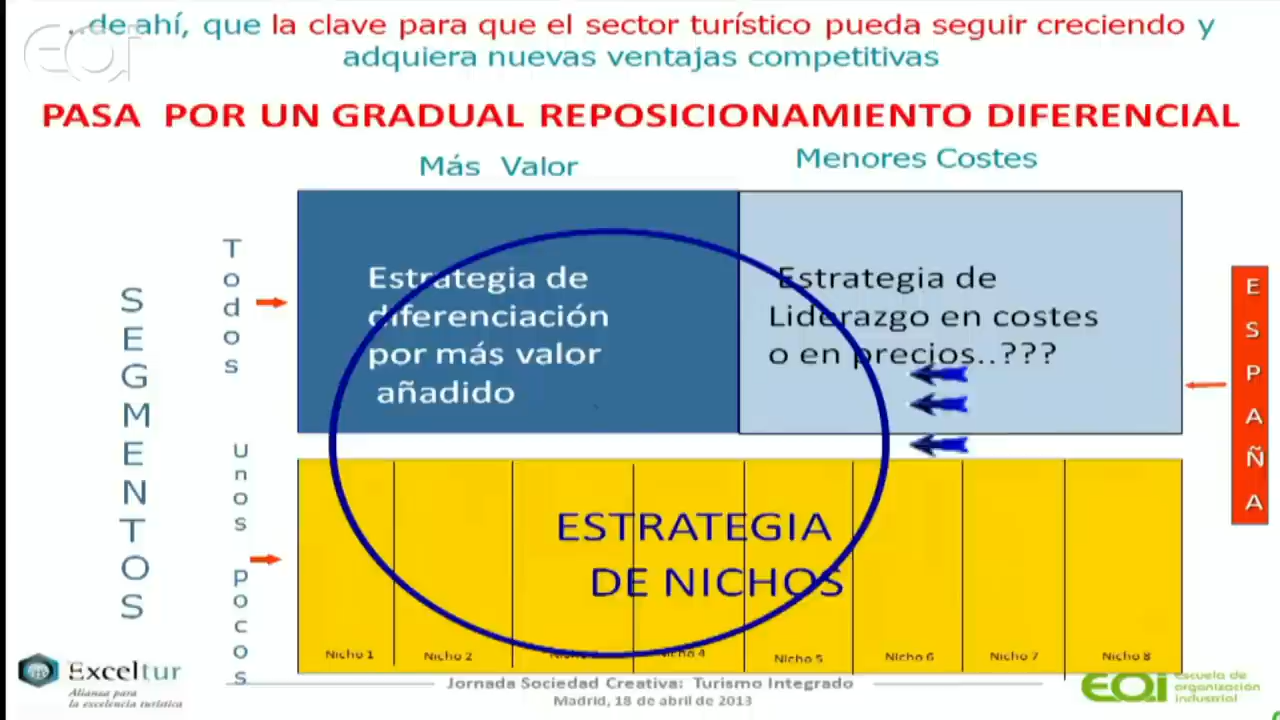 ..de ahí, que la clave para que el sector turístico pueda seguir creciendo y
adquiera nuevas ventajas competitivas
PASA POR UN GRADUAL REPOSICIONAMIENTO DIFERENCIAL
Más Valor
Menores Costes
SEGMENTOS
Todos
Unos pocos
Estrategia de
diferenciación
por más valor
añadido
Estrategia de
Liderazgo en costes
o en precios..???
ESPAÑA
ESTRATEGIA
DE NICHOS
Nicho 1
Nicho 2
Nicho 3
Nicho 4
Nicho 5
Nicho 6
Nicho 7
Nicho 8
Exceltur
Alianza para
la excelencia turística
Jornada Sociedad Creativa: Turismo Integrado
Madrid, 18 de abril de 2013
eoi
escuela de
organización
industrial
eoi